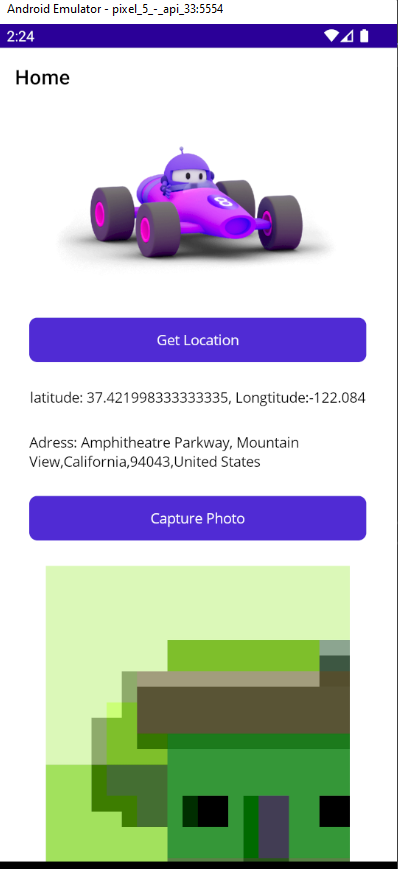 Android Emulator - pixel_5_-_api_33:5554
2:24
Home
8
Get Location
latitude: 37.421998333333335, Longtitude:-122.084
Adress: Amphitheatre Parkway, Mountain
View,California,94043,United States
Capture Photo